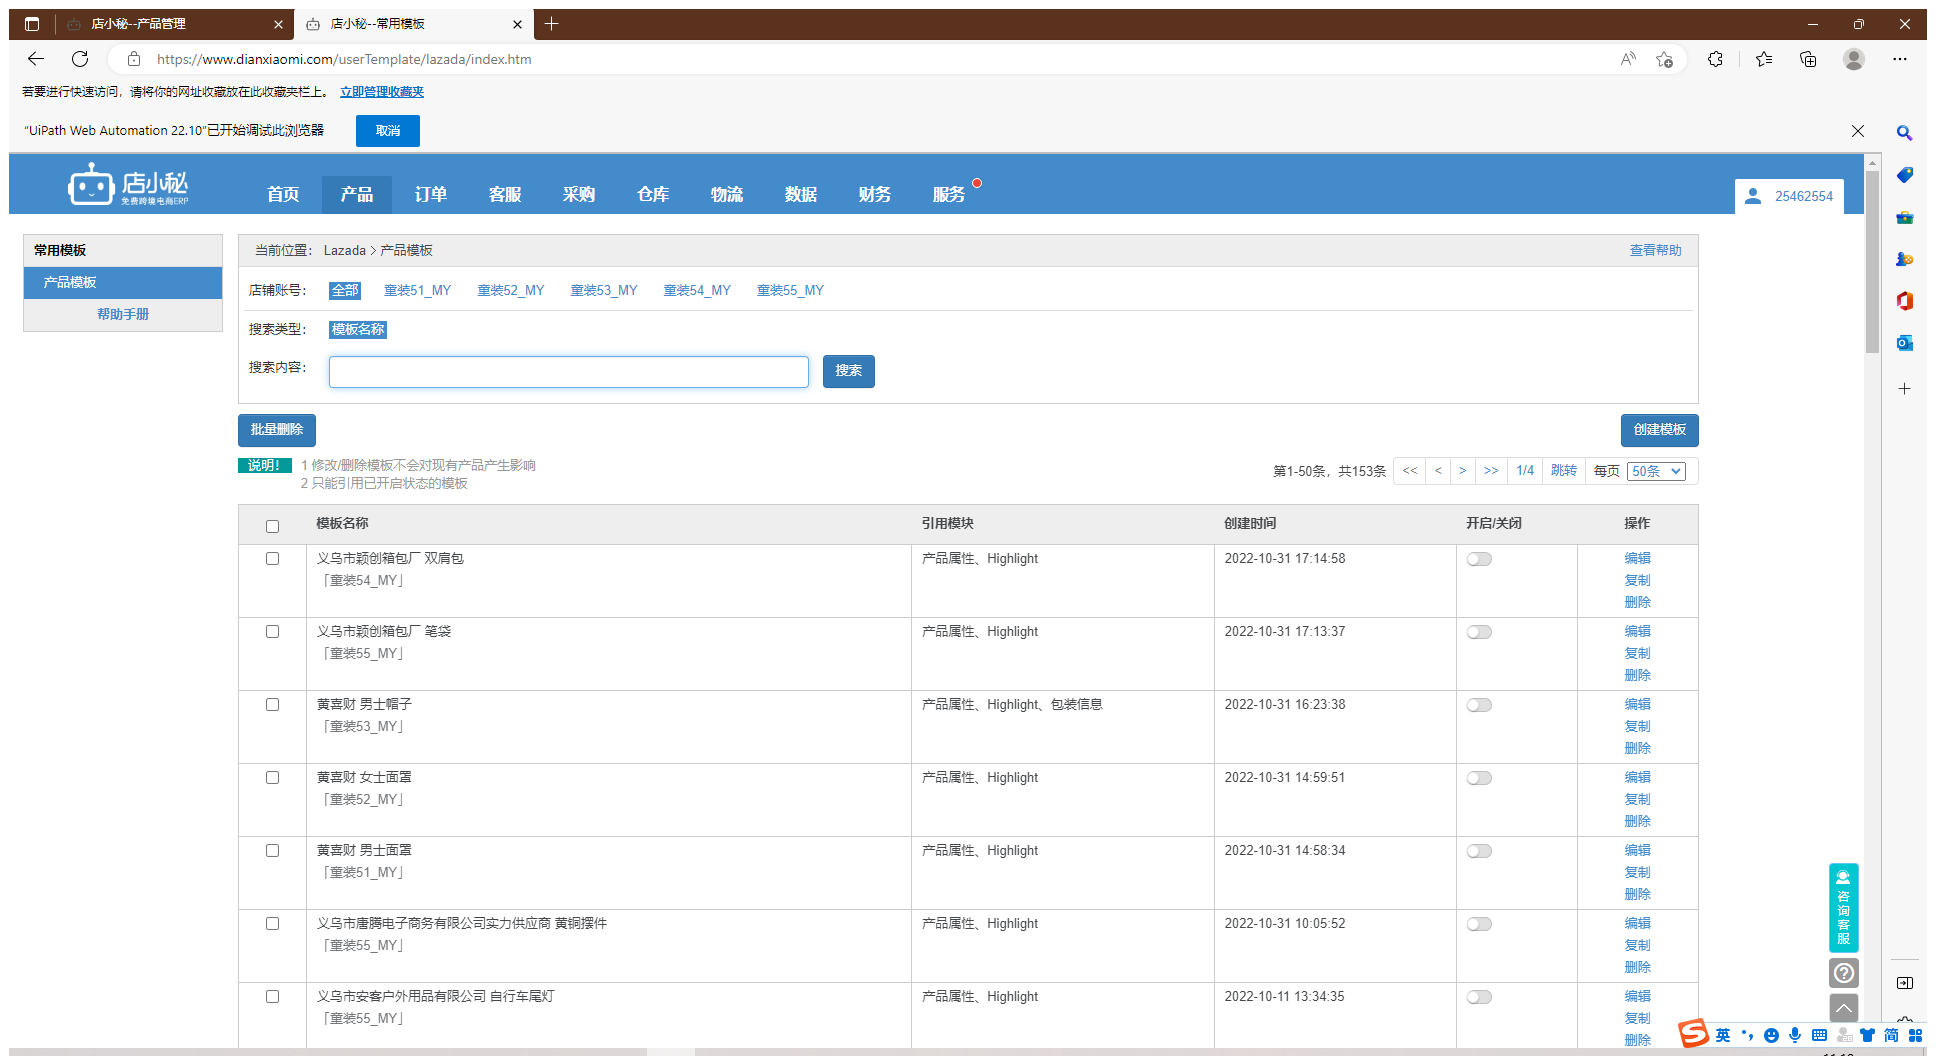 店小秘--产品管理
店小秘--常用模板
https://www.dianxiaomi.com/userTemplate/lazada/index.htm
若要进行快速访问，请将你的网址收藏放在此收藏夹栏上。 立即管理收藏夹
"UiPath Web Automation 22.10"已开始调试此浏览器 取消
店小秘
免费跨境电商ERP
首页 产品 订单 客服 采购 仓库 物流 数据 财务 服务
25462554
常用模板
产品模板
帮助手册
当前位置： Lazada > 产品模板 查看帮助
店铺账号： 全部 童装51_MY 童装52_MY 童装53_MY 童装54_MY 童装55_MY
搜索类型： 模板名称
搜索内容： 搜索
批量删除 创建模板
说明！ 1 修改/删除模板不会对现有产品产生影响
2 只能引用已开启状态的模板
第1-50条，共153条 << < > >> 1/4 跳转 每页 50条
模板名称 引用模块 创建时间 开启/关闭 操作
义乌市颖创箱包厂 双肩包 产品属性、Highlight 2022-10-31 17:14:58 编辑
「童装54_MY」 复制
删除
义乌市颖创箱包厂 笔袋 产品属性、Highlight 2022-10-31 17:13:37 编辑
「童装55_MY」 复制
删除
黄喜财 男士帽子 产品属性、Highlight、包装信息 2022-10-31 16:23:38 编辑
「童装53_MY」 复制
删除
黄喜财 女士面罩 产品属性、Highlight 2022-10-31 14:59:51 编辑
「童装52_MY」 复制
删除
黄喜财 男士面罩 产品属性、Highlight 2022-10-31 14:58:34 编辑
「童装51_MY」 复制
删除
义乌市唐腾电子商务有限公司实力供应商 黄铜摆件 产品属性、Highlight 2022-10-31 10:05:52 编辑
「童装55_MY」 复制
删除
义乌市安客户外用品有限公司 自行车尾灯 产品属性、Highlight 2022-10-11 13:34:35 编辑
「童装55_MY」 复制
删除
咨询客服
英 简